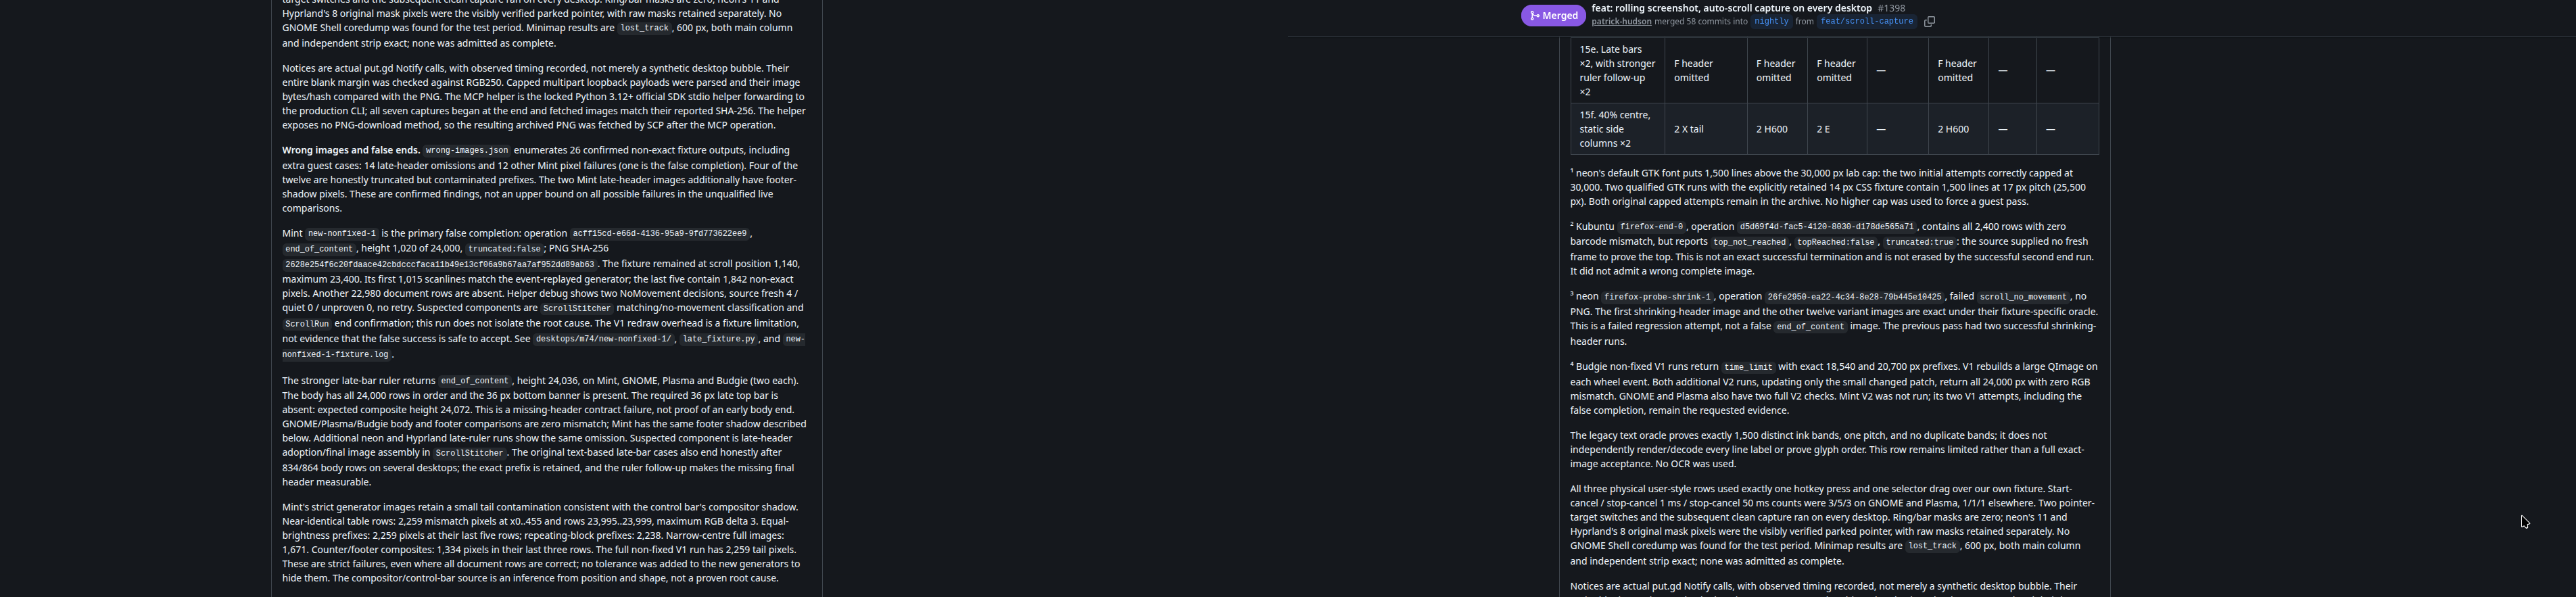 target switches and the subsequent clean capture ran on every desktop. Ring/bar masks are zero; neon's 11 and
Hyprland's 8 original mask pixels were the visibly verified parked pointer, with raw masks retained separately. No
GNOME Shell coredump was found for the test period. Minimap results are lost_track, 600 px, both main column
and independent strip exact; none was admitted as complete.
Notices are actual put.gd Notify calls, with observed timing recorded, not merely a synthetic desktop bubble. Their
entire blank margin was checked against RGB250. Capped multipart loopback payloads were parsed and their image
bytes/hash compared with the PNG. The MCP helper is the locked Python 3.12+ official SDK stdio helper forwarding to
the production CLI; all seven captures began at the end and fetched images match their reported SHA-256. The helper
exposes no PNG-download method, so the resulting archived PNG was fetched by SCP after the MCP operation.
Wrong images and false ends. wrong-images.json enumerates 26 confirmed non-exact fixture outputs, including
extra guest cases: 14 late-header omissions and 12 other Mint pixel failures (one is the false completion). Four of the
twelve are honestly truncated but contaminated prefixes. The two Mint late-header images additionally have footer-
shadow pixels. These are confirmed findings, not an upper bound on all possible failures in the unqualified live
comparisons.
Mint new-nonfixed-1 is the primary false completion: operation acff15cd-e66d-4136-95a9-9fd773622ee9,
end_of_content, height 1,020 of 24,000, truncated:false; PNG SHA-256
2628e254f6c20fdaace42cbdcccfaca11b49e13cf06a9b67aa7af952dd89ab63. The fixture remained at scroll position 1,140,
maximum 23,400. Its first 1,015 scanlines match the event-replayed generator; the last five contain 1,842 non-exact
pixels. Another 22,980 document rows are absent. Helper debug shows two NoMovement decisions, source fresh 4 /
quiet 0 / unproven 0, no retry. Suspected components are ScrollStitcher matching/no-movement classification and
ScrollRun end confirmation; this run does not isolate the root cause. The V1 redraw overhead is a fixture limitation,
not evidence that the false success is safe to accept. See desktops/m74/new-nonfixed-1/, late_fixture.py, and new-
nonfixed-1-fixture.log.
The stronger late-bar ruler returns end_of_content, height 24,036, on Mint, GNOME, Plasma and Budgie (two each).
The body has all 24,000 rows in order and the 36 px bottom banner is present. The required 36 px late top bar is
absent: expected composite height 24,072. This is a missing-header contract failure, not proof of an early body end.
GNOME/Plasma/Budgie body and footer comparisons are zero mismatch; Mint has the same footer shadow described
below. Additional neon and Hyprland late-ruler runs show the same omission. Suspected component is late-header
adoption/final image assembly in ScrollStitcher. The original text-based late-bar cases also end honestly after
834/864 body rows on several desktops; the exact prefix is retained, and the ruler follow-up makes the missing final
header measurable.
Mint's strict generator images retain a small tail contamination consistent with the control bar's compositor shadow.
Near-identical table rows: 2,259 mismatch pixels at x0..455 and rows 23,995..23,999, maximum RGB delta 3. Equal-
brightness prefixes: 2,259 pixels at their last five rows; repeating-block prefixes: 2,238. Narrow-centre full images:
1,671. Counter/footer composites: 1,334 pixels in their last three rows. The full non-fixed V1 run has 2,259 tail pixels.
These are strict failures, even where all document rows are correct; no tolerance was added to the new generators to
hide them. The compositor/control-bar source is an inference from position and shape, not a proven root cause.
Merged
feat: rolling screenshot, auto-scroll capture on every desktop #1398
patrick-hudson merged 58 commits into nightly from feat/scroll-capture
15e. Late bars ×2, with stronger ruler follow-up ×2 F header omitted F header omitted F header omitted — F header omitted — —
15f. 40% centre, static side columns ×2 2 X tail 2 H600 2 E — 2 H600 — —
¹ neon's default GTK font puts 1,500 lines above the 30,000 px lab cap: the two initial attempts correctly capped at
30,000. Two qualified GTK runs with the explicitly retained 14 px CSS fixture contain 1,500 lines at 17 px pitch (25,500
px). Both original capped attempts remain in the archive. No higher cap was used to force a guest pass.
² Kubuntu firefox-end-0, operation d5d69f4d-fac5-4120-8030-d178de565a71, contains all 2,400 rows with zero
barcode mismatch, but reports top_not_reached, topReached:false, truncated:true: the source supplied no fresh
frame to prove the top. This is not an exact successful termination and is not erased by the successful second end run.
It did not admit a wrong complete image.
³ neon firefox-probe-shrink-1, operation 26fe2950-ea22-4c34-8e28-79b445e10425, failed scroll_no_movement, no
PNG. The first shrinking-header image and the other twelve variant images are exact under their fixture-specific oracle.
This is a failed regression attempt, not a false end_of_content image. The previous pass had two successful shrinking-
header runs.
⁴ Budgie non-fixed V1 runs return time_limit with exact 18,540 and 20,700 px prefixes. V1 rebuilds a large QImage on
each wheel event. Both additional V2 runs, updating only the small changed patch, return all 24,000 px with zero RGB
mismatch. GNOME and Plasma also have two full V2 checks. Mint V2 was not run; its two V1 attempts, including the
false completion, remain the requested evidence.
The legacy text oracle proves exactly 1,500 distinct ink bands, one pitch, and no duplicate bands; it does not
independently render/decode every line label or prove glyph order. This row remains limited rather than a full exact-
image acceptance. No OCR was used.
All three physical user-style rows used exactly one hotkey press and one selector drag over our own fixture. Start-
cancel / stop-cancel 1 ms / stop-cancel 50 ms counts were 3/5/3 on GNOME and Plasma, 1/1/1 elsewhere. Two pointer-
target switches and the subsequent clean capture ran on every desktop. Ring/bar masks are zero; neon's 11 and
Hyprland's 8 original mask pixels were the visibly verified parked pointer, with raw masks retained separately. No
GNOME Shell coredump was found for the test period. Minimap results are lost_track, 600 px, both main column
and independent strip exact; none was admitted as complete.
Notices are actual put.gd Notify calls, with observed timing recorded, not merely a synthetic desktop bubble. Their